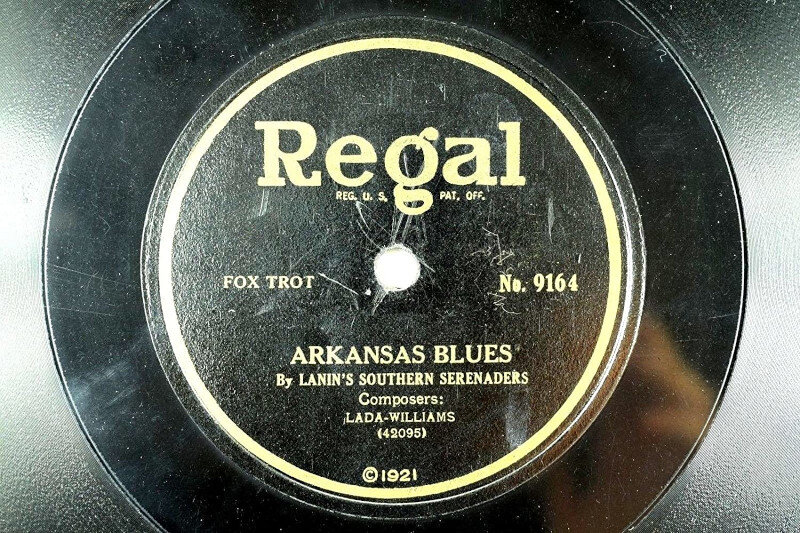 Regal
REG. U. S. PAT. OFF.
FOX TROT No. 9164
ARKANSAS BLUES
By LANIN'S SOUTHERN SERENADERS
Composers:
LADA-WILLIAMS
(42095)
©1921